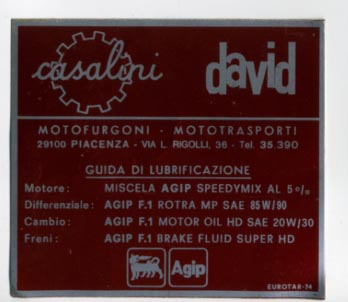 casalini david
MOTOFURGONI - MOTOTRASPORTI
29100 PIACENZA - VIA L. RIGOLLI, 36 - Tel. 35.390
GUIDA DI LUBRIFICAZIONE
Motore: MISCELA AGIP SPEEDYMIX AL 5%
Differenziale: AGIP F.1 ROTRA MP SAE 85W/90
Cambio: AGIP F.1 MOTOR OIL HD SAE 20W/30
Freni: AGIP F.1 BRAKE FLUID SUPER HD
Agip
EUROTAR-74